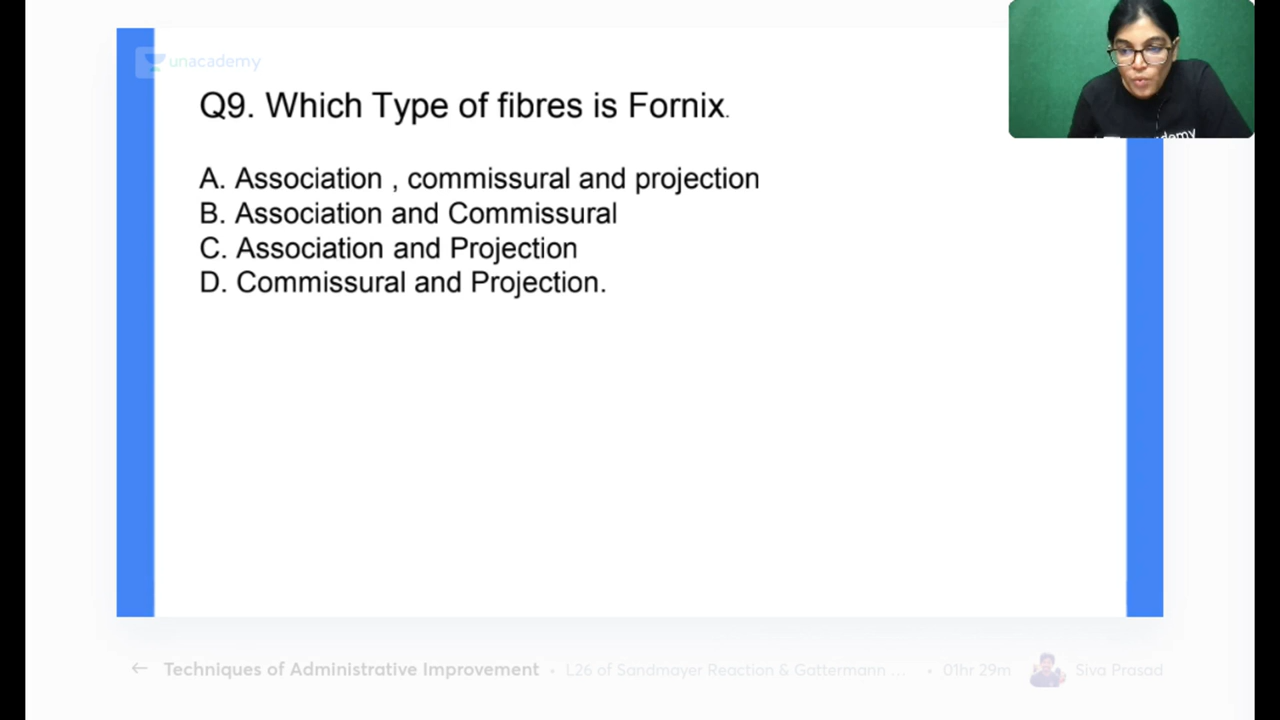 unacademy
Q9. Which Type of fibres is Fornix.
A. Association , commissural and projection
B. Association and Commissural
C. Association and Projection
D. Commissural and Projection.
Techniques of Administrative Improvement • L26 of Sandmayer Reaction & Gattermann ... • 01hr 29m Siva Prasad